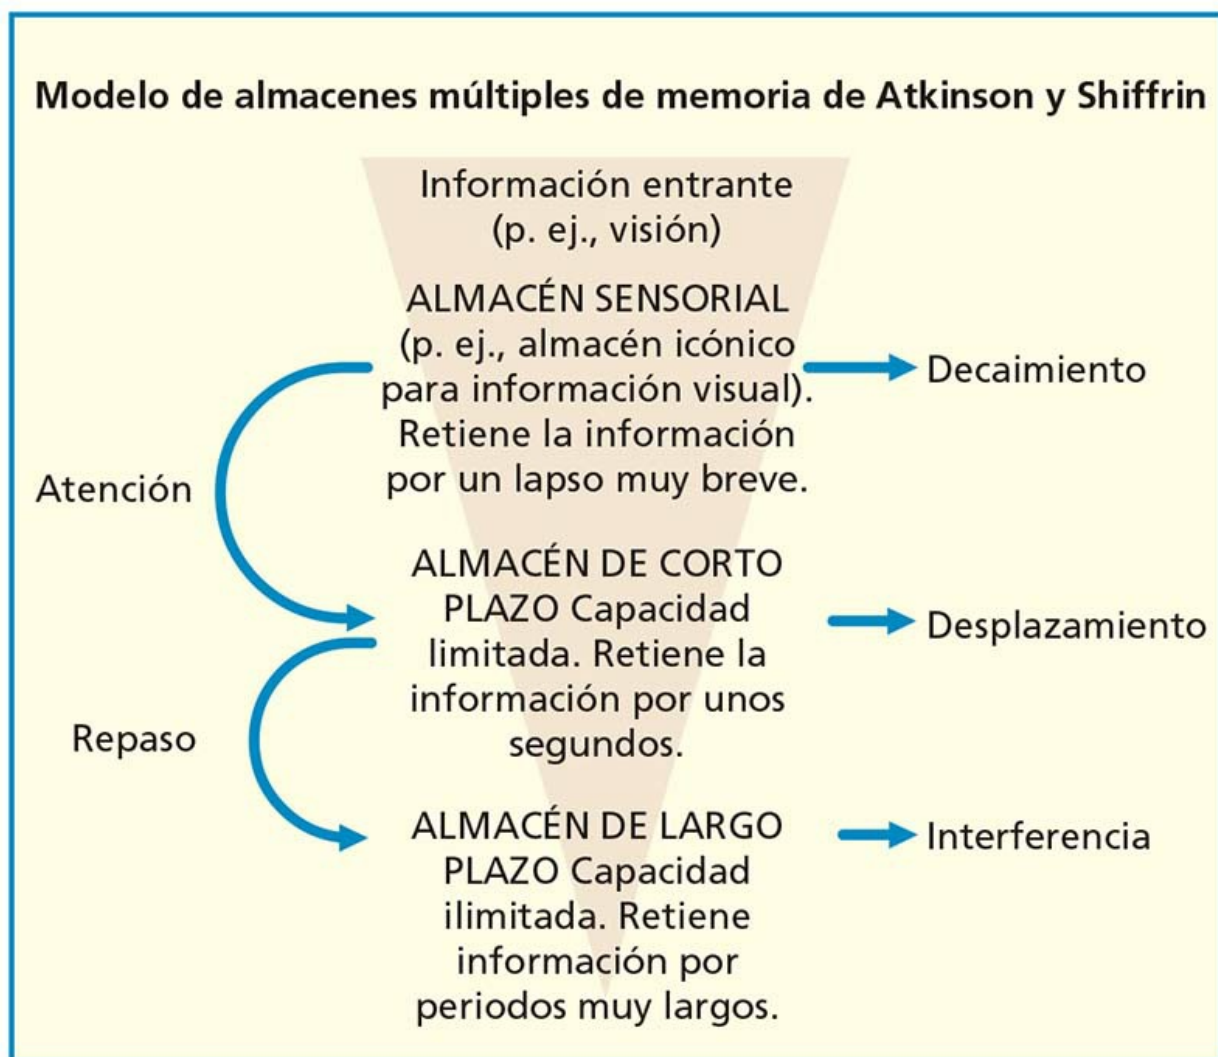 Modelo de almacenes múltiples de memoria de Atkinson y Shiffrin
Información entrante
(p. ej., visión)
ALMACÉN SENSORIAL
(p. ej., almacén icónico
para información visual).
Retiene la información
por un lapso muy breve.
Decaimiento
Atención
ALMACÉN DE CORTO
PLAZO Capacidad
limitada. Retiene la
información por unos
segundos.
Desplazamiento
Repaso
ALMACÉN DE LARGO
PLAZO Capacidad
ilimitada. Retiene
información por
periodos muy largos.
Interferencia